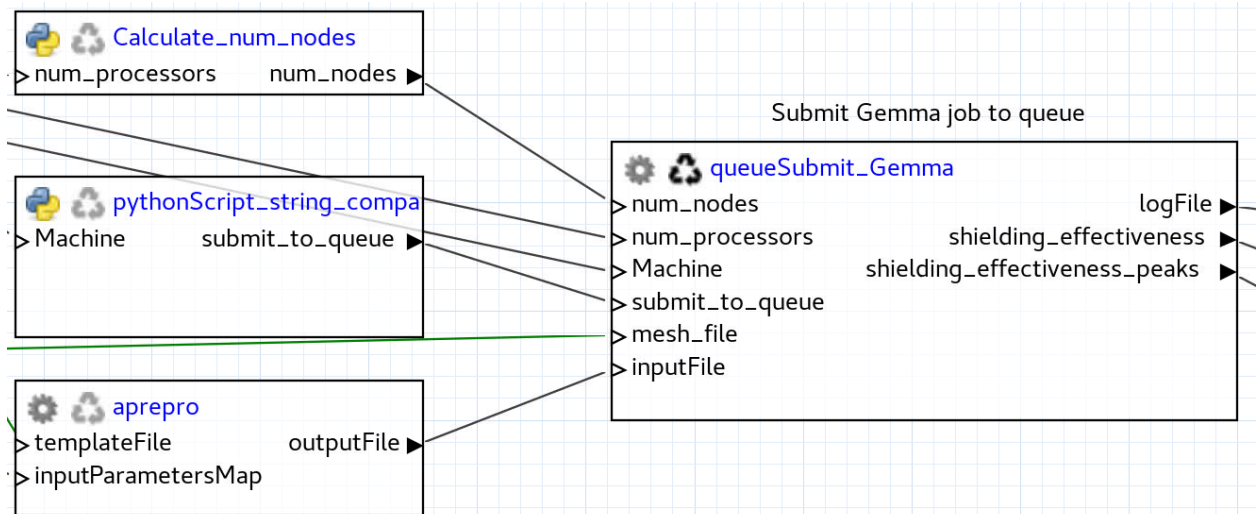 Calculate_num_nodes
num_processors num_nodes
pythonScript_string_compa
Machine submit_to_queue
aprepro
templateFile outputFile
inputParametersMap
Submit Gemma job to queue
queueSubmit_Gemma
num_nodes logFile
num_processors shielding_effectiveness
Machine shielding_effectiveness_peaks
submit_to_queue
mesh_file
inputFile